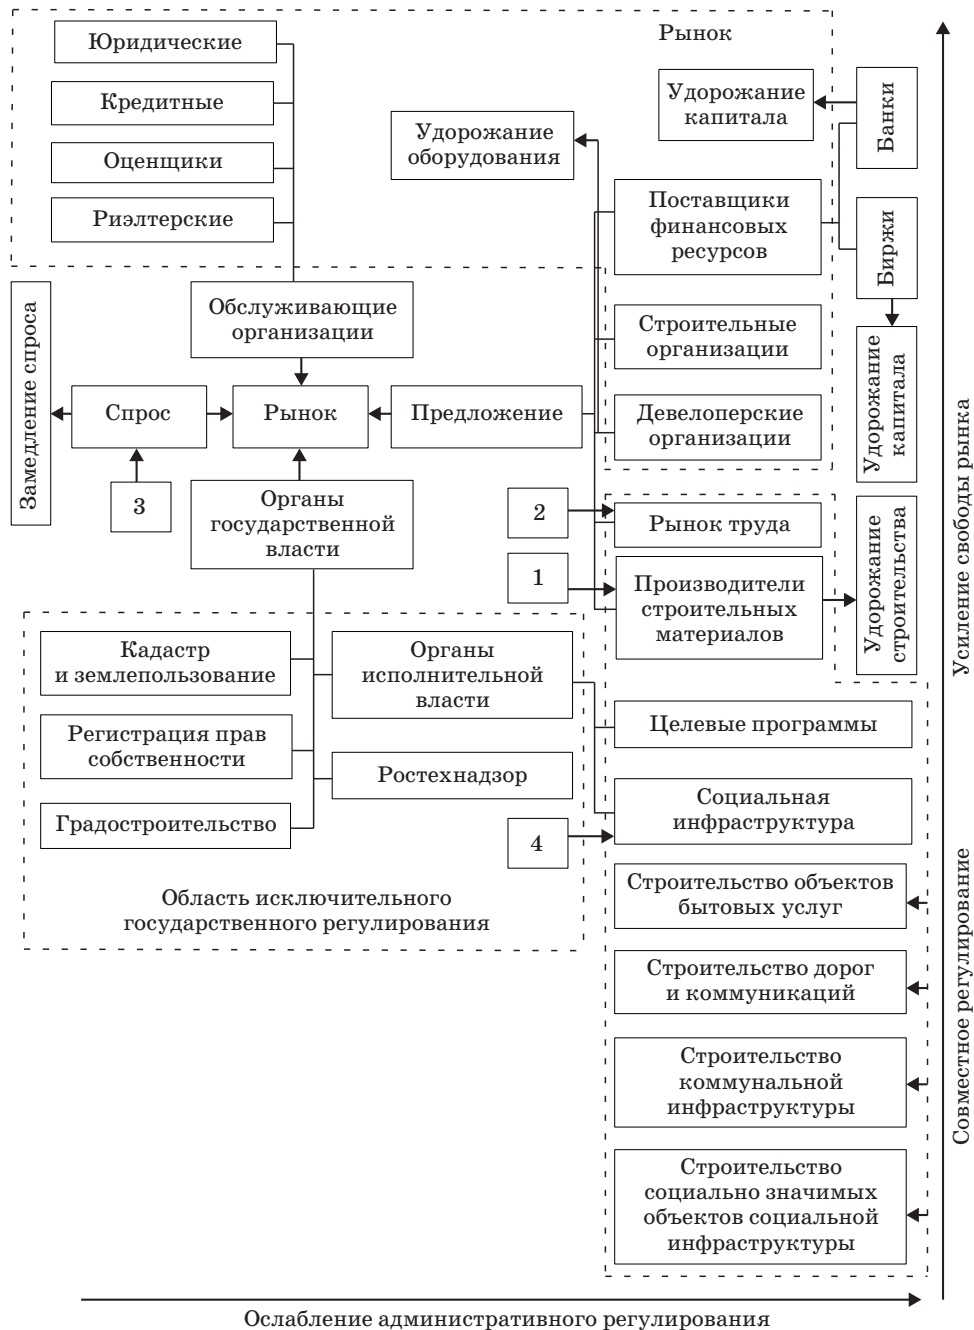 Рынок
Юридические
Кредитные
Оценщики
Риэлтерские
Удорожание
оборудования
Удорожание
капитала
Банки
Поставщики
финансовых
ресурсов
Биржи
Замедление спроса
Обслуживающие
организации
Строительные
организации
Удорожание
капитала
Спрос
Рынок
Предложение
Девелоперские
организации
3
Органы
государственной
власти
2
Рынок труда
1
Производители
строительных
материалов
Удорожание
строительства
Кадастр
и землепользование
Органы
исполнительной
власти
Целевые программы
Регистрация прав
собственности
Ростехнадзор
Градостроительство
Социальная
инфраструктура
4
Область исключительного
государственного регулирования
Строительство объектов
бытовых услуг
Строительство дорог
и коммуникаций
Строительство
коммунальной
инфраструктуры
Строительство
социально значимых
объектов социальной
инфраструктуры
Усиление свободы рынка
Совместное регулирование
Ослабление административного регулирования